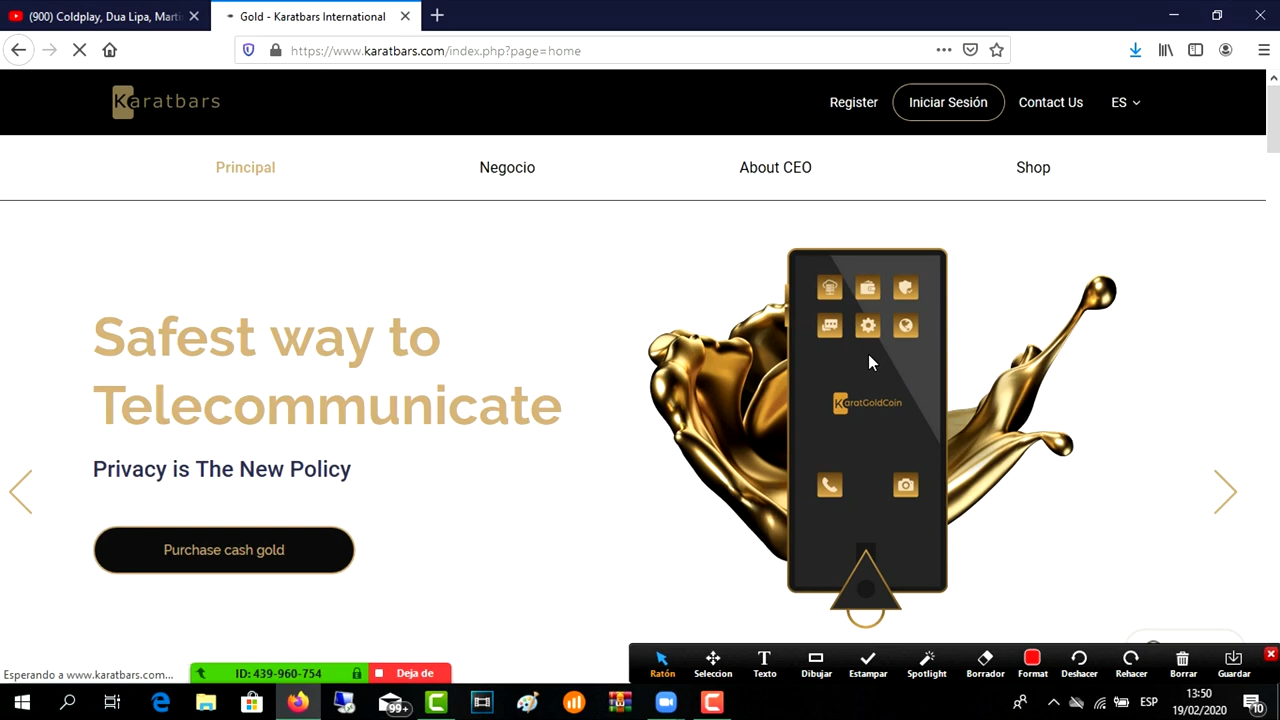 (900) Coldplay, Dua Lipa, Marti
Gold - Karatbars International
https://www.karatbars.com/index.php?page=home
Karatbars
Register
Iniciar Sesión
Contact Us
ES
Principal
Negocio
About CEO
Shop
Safest way to
Telecommunicate
Privacy is The New Policy
Purchase cash gold
KaratGoldCoin
Esperando a www.karatbars.com...
ID: 439-960-754
Deja de
Ratón
Seleccion
Texto
Dibujar
Estampar
Spotlight
Borrador
Format
Deshacer
Rehacer
Borrar
Guardar
99+
ESP
13:50
19/02/2020
10